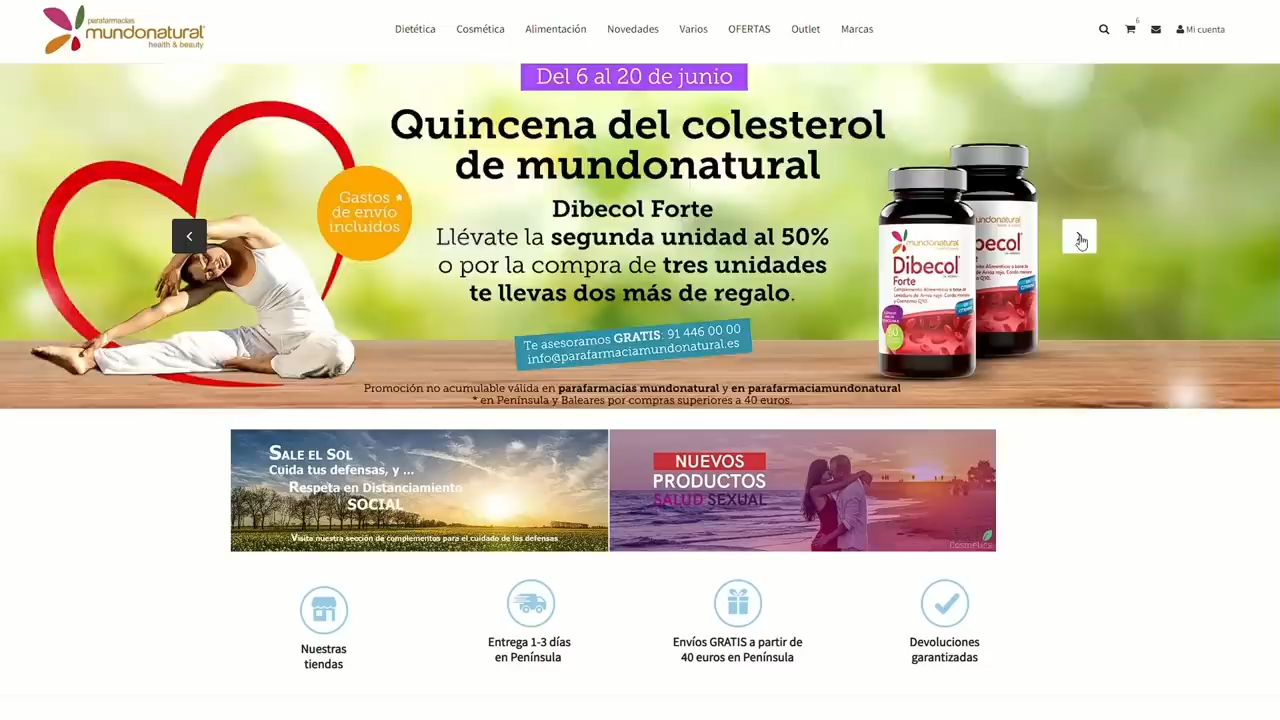 parafarmacias
mundonatural
health & beauty
Dietética Cosmética Alimentación Novedades Varios OFERTAS Outlet Marcas
6
Mi cuenta
Del 6 al 20 de junio
Quincena del colesterol
de mundonatural
Gastos *
de envío
incluidos
Dibecol Forte
Llévate la segunda unidad al 50%
o por la compra de tres unidades
te llevas dos más de regalo.
Te asesoramos GRATIS: 91 446 00 00
info@parafarmaciamundonatural.es
Promoción no acumulable válida en parafarmacias mundonatural y en parafarmaciamundonatural
* en Península y Baleares por compras superiores a 40 euros.
mundonatural
Dibecol
Forte
SALE EL SOL
Cuida tus defensas, y ...
Respeta en Distanciamiento
SOCIAL
Visita nuestra sección de complementos para el cuidado de las defensas
NUEVOS
PRODUCTOS
SALUD SEXUAL
Cosmética
Nuestras
tiendas
Entrega 1-3 días
en Península
Envíos GRATIS a partir de
40 euros en Península
Devoluciones
garantizadas